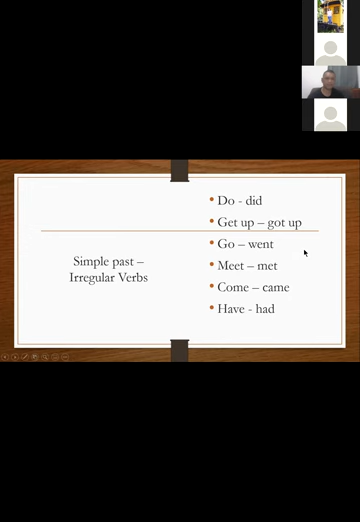 Simple past –
Irregular Verbs
Do - did
Get up – got up
Go – went
Meet – met
Come – came
Have - had